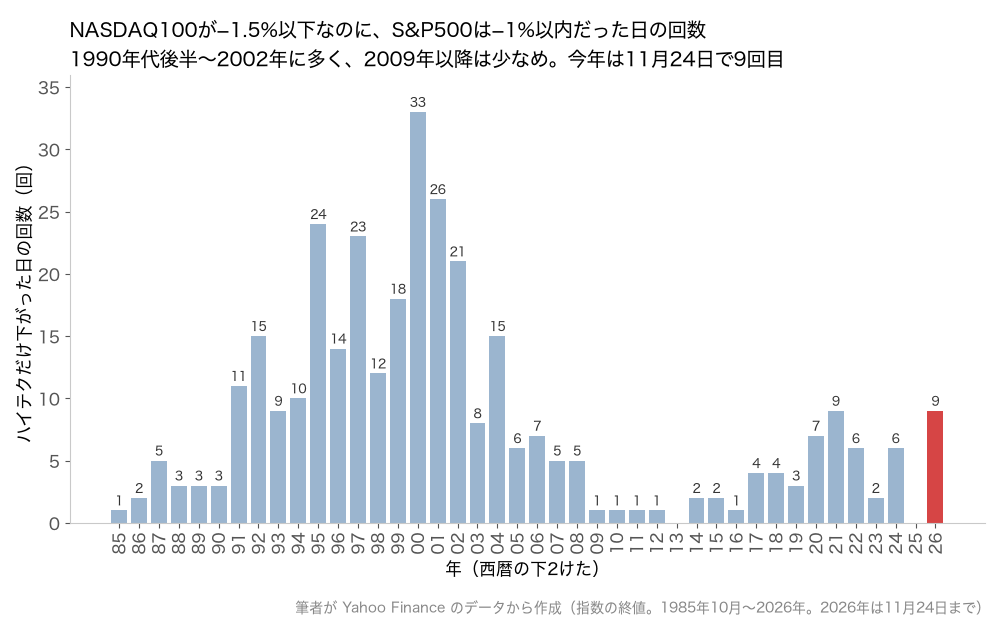 NASDAQ100が−1.5%以下なのに、S&P500は−1%以内だった日の回数
1990年代後半〜2002年に多く、2009年以降は少なめ。今年は11月24日で9回目
ハイテクだけ下がった日の回数（回）
35
30
25
20
15
10
5
0
1 2 5 3 3 3 11 15 9 10 24 14 23 12 18 33 26 21 8 15 6 7 5 5 1 1 1 1 2 2 1 4 4 3 7 9 6 2 6 9
85 86 87 88 89 90 91 92 93 94 95 96 97 98 99 00 01 02 03 04 05 06 07 08 09 10 11 12 13 14 15 16 17 18 19 20 21 22 23 24 25 26
年（西暦の下2けた）
筆者が Yahoo Finance のデータから作成（指数の終値。1985年10月〜2026年。2026年は11月24日まで）